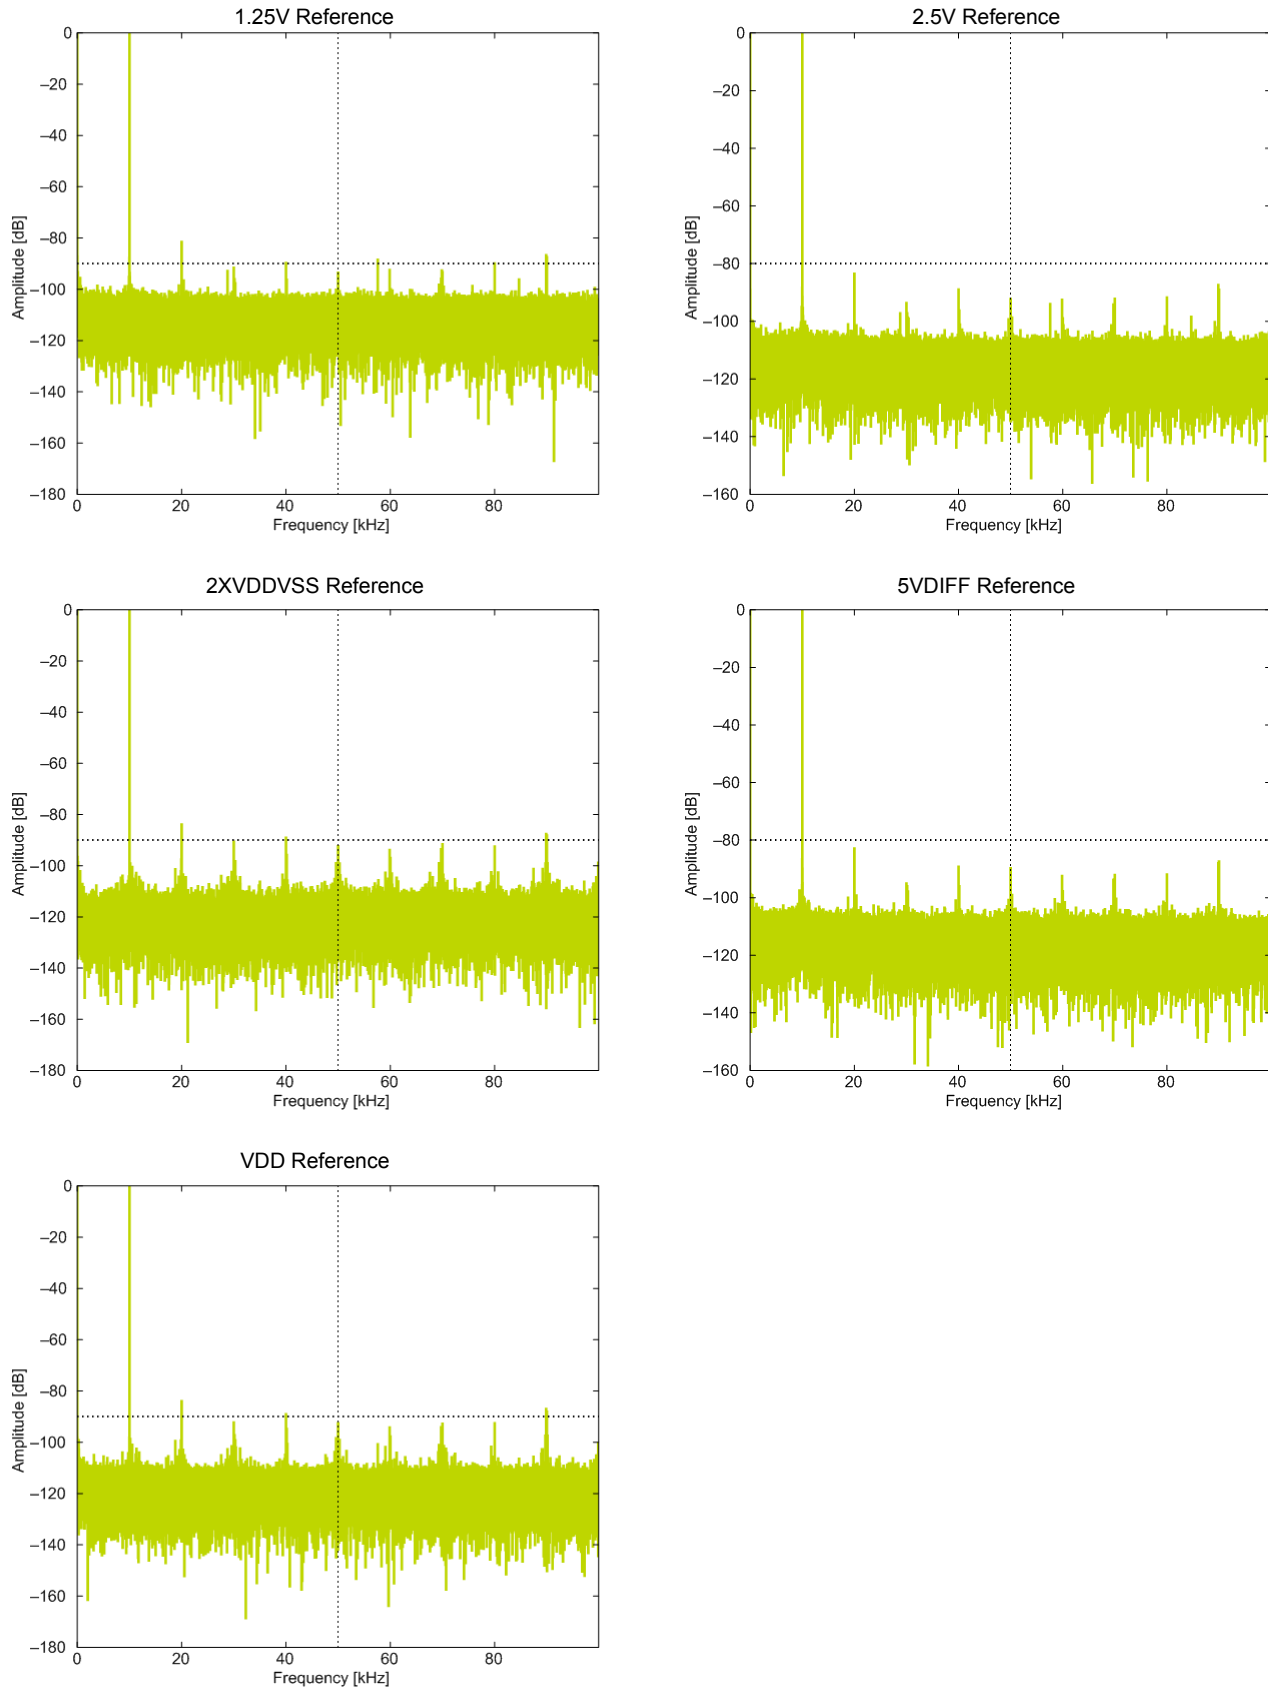 1.25V Reference
0
–20
–40
–60
–80
–100
–120
–140
–160
–180
Amplitude [dB]
0 20 40 60 80
Frequency [kHz]
2.5V Reference
0
–20
–40
–60
–80
–100
–120
–140
–160
Amplitude [dB]
0 20 40 60 80
Frequency [kHz]
2XVDDVSS Reference
0
–20
–40
–60
–80
–100
–120
–140
–160
–180
Amplitude [dB]
0 20 40 60 80
Frequency [kHz]
5VDIFF Reference
0
–20
–40
–60
–80
–100
–120
–140
–160
Amplitude [dB]
0 20 40 60 80
Frequency [kHz]
VDD Reference
0
–20
–40
–60
–80
–100
–120
–140
–160
–180
Amplitude [dB]
0 20 40 60 80
Frequency [kHz]